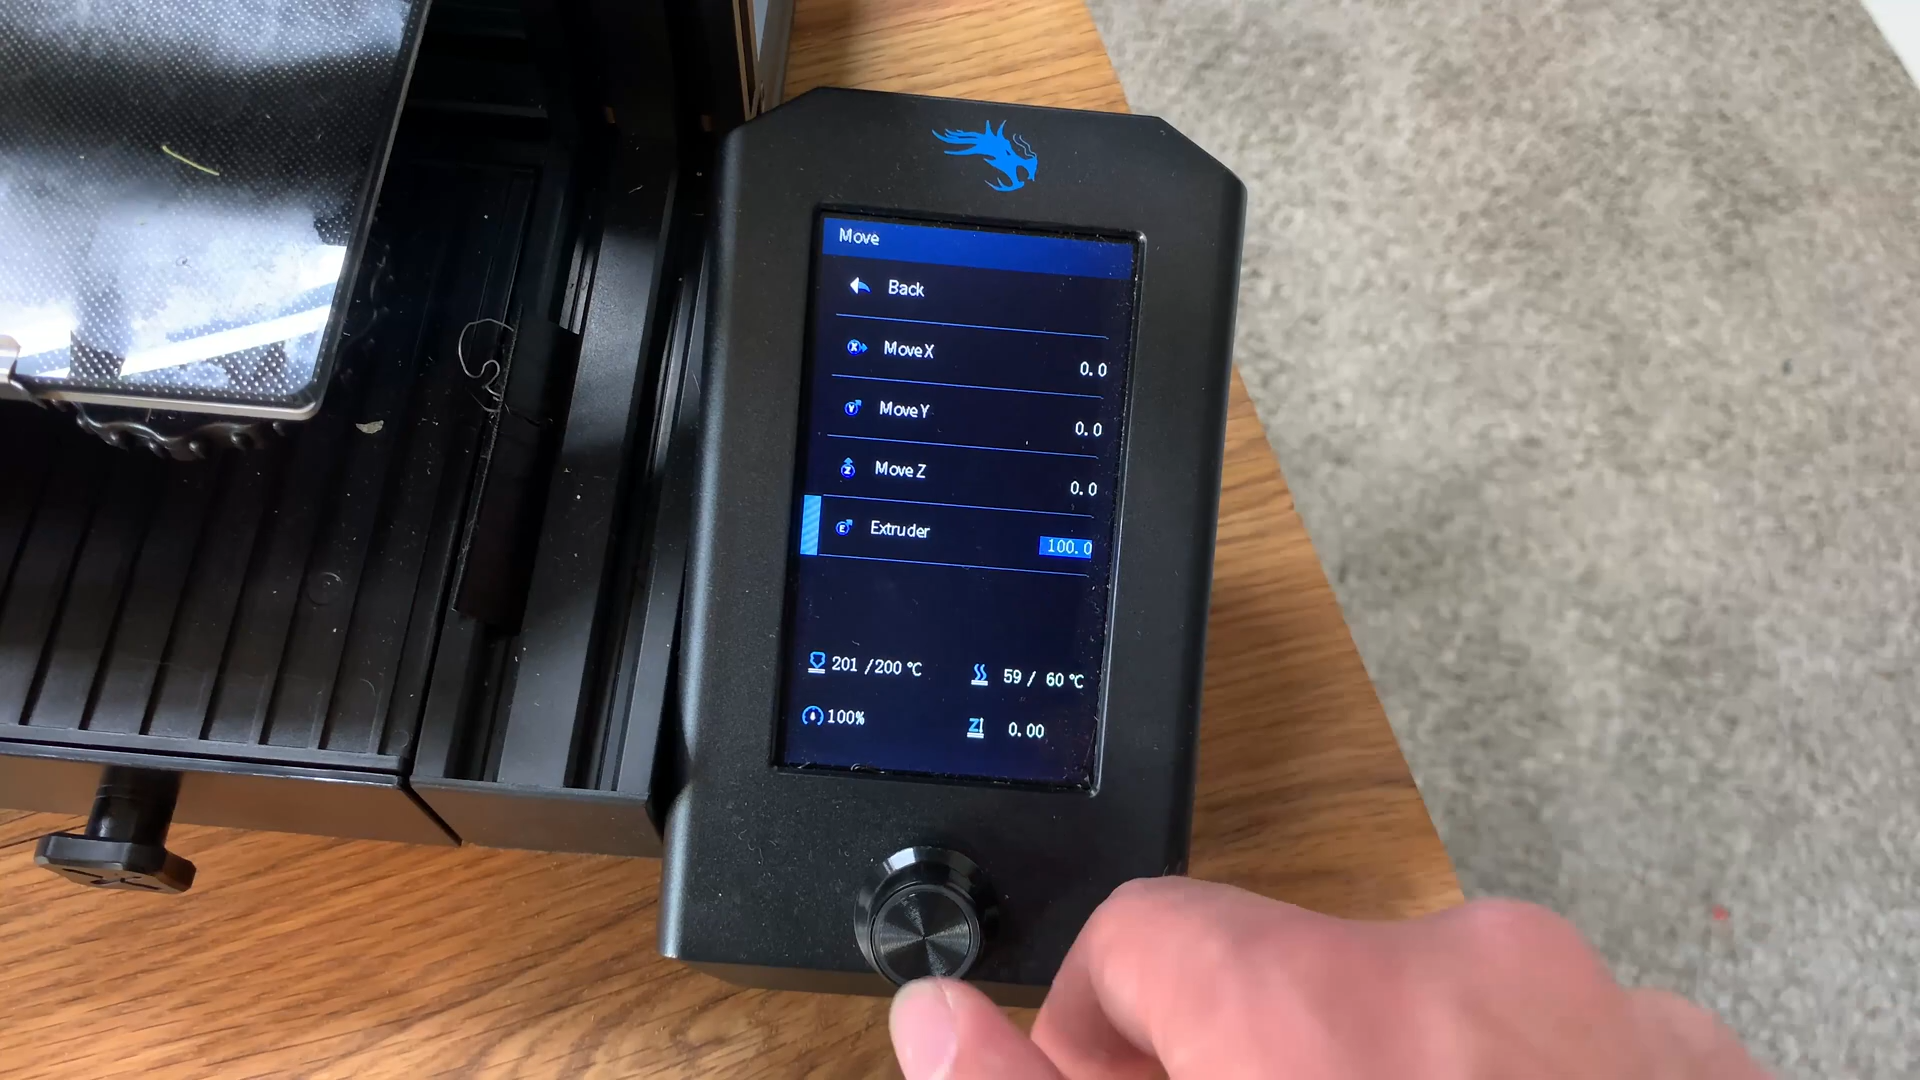 Move
Back
Move X 0.0
Move Y 0.0
Move Z 0.0
Extruder 100.0
201 /200 ℃ 59 / 60 ℃
100% 0.00